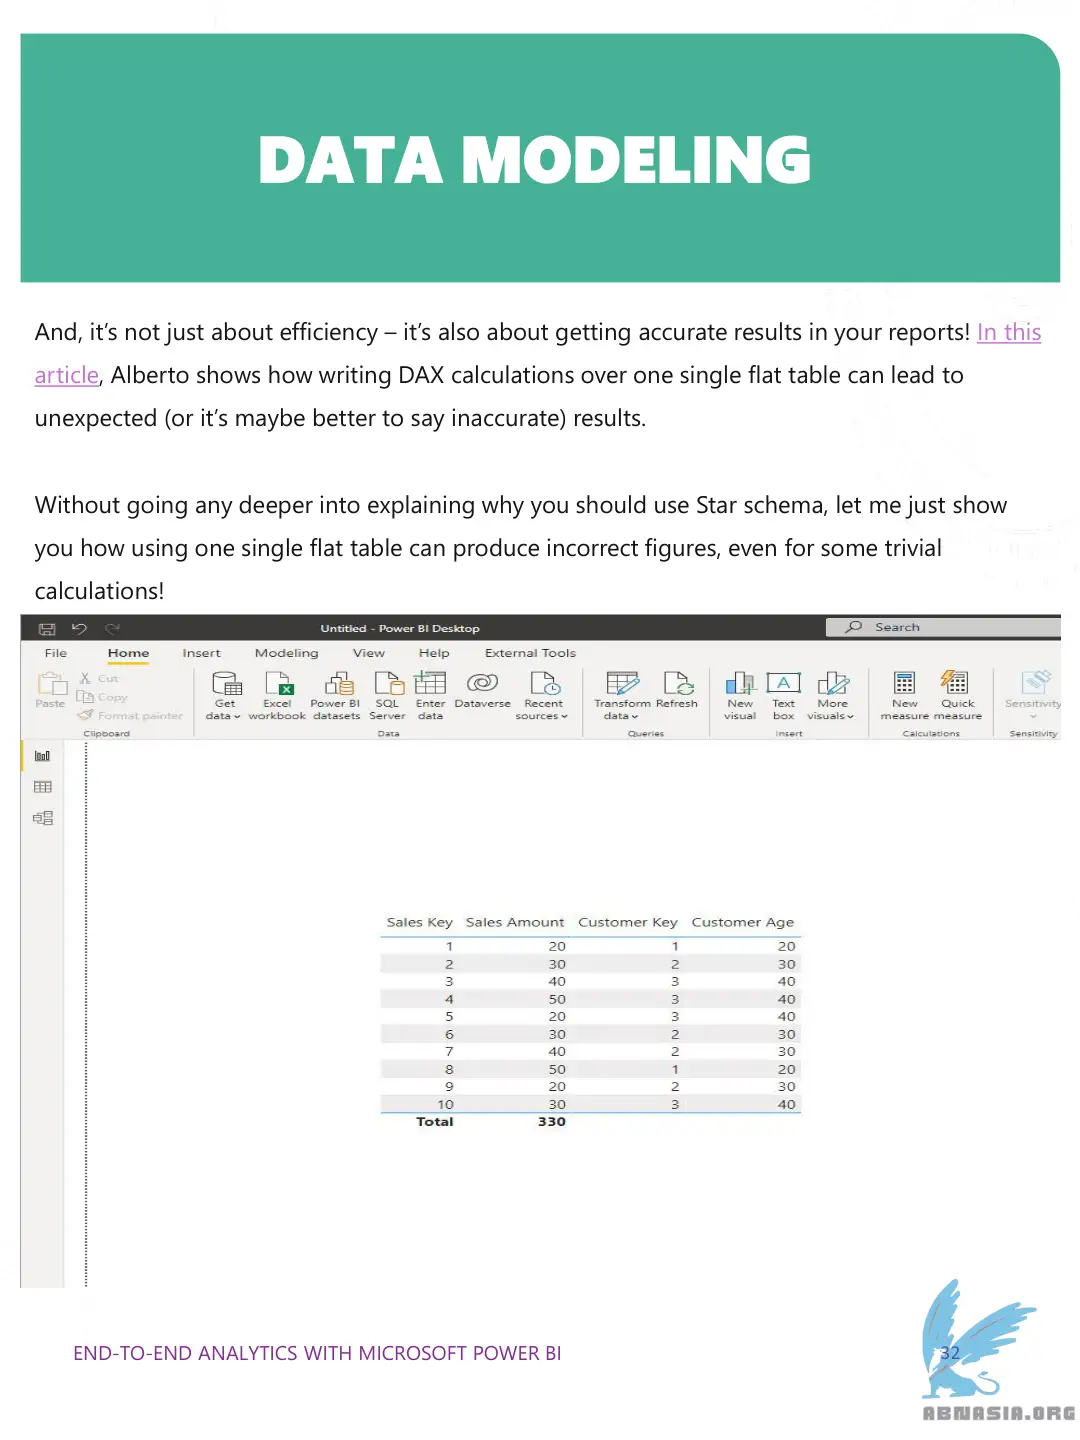 DATA MODELING
And, it’s not just about efficiency – it’s also about getting accurate results in your reports! In this
article, Alberto shows how writing DAX calculations over one single flat table can lead to
unexpected (or it’s maybe better to say inaccurate) results.
Without going any deeper into explaining why you should use Star schema, let me just show
you how using one single flat table can produce incorrect figures, even for some trivial
calculations!
Untitled - Power BI Desktop
Search
File Home Insert Modeling View Help External Tools
Paste
Cut
Copy
Format painter
Clipboard
Get data
Excel workbook
Power BI datasets
SQL Server
Enter data
Dataverse
Recent sources
Data
Transform data
Refresh
Queries
New visual
Text box
More visuals
Insert
New measure
Quick measure
Calculations
Sensitivity
Sensitivity
Sales Key Sales Amount Customer Key Customer Age
1 20 1 20
2 30 2 30
3 40 3 40
4 50 3 40
5 20 3 40
6 30 2 30
7 40 2 30
8 50 1 20
9 20 2 30
10 30 3 40
Total 330
END-TO-END ANALYTICS WITH MICROSOFT POWER BI
32
ABNASIA.ORG